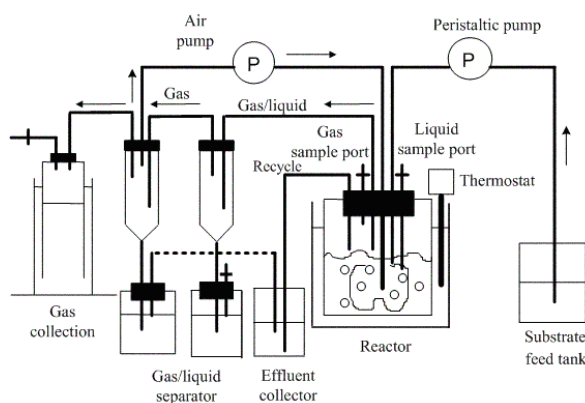 Air
pump
Peristaltic pump
P
P
Gas
Gas/liquid
Gas
sample port
Liquid
sample port
Recycle
Thermostat
Gas
collection
Gas/liquid
separator
Effluent
collector
Reactor
Substrate
feed tank